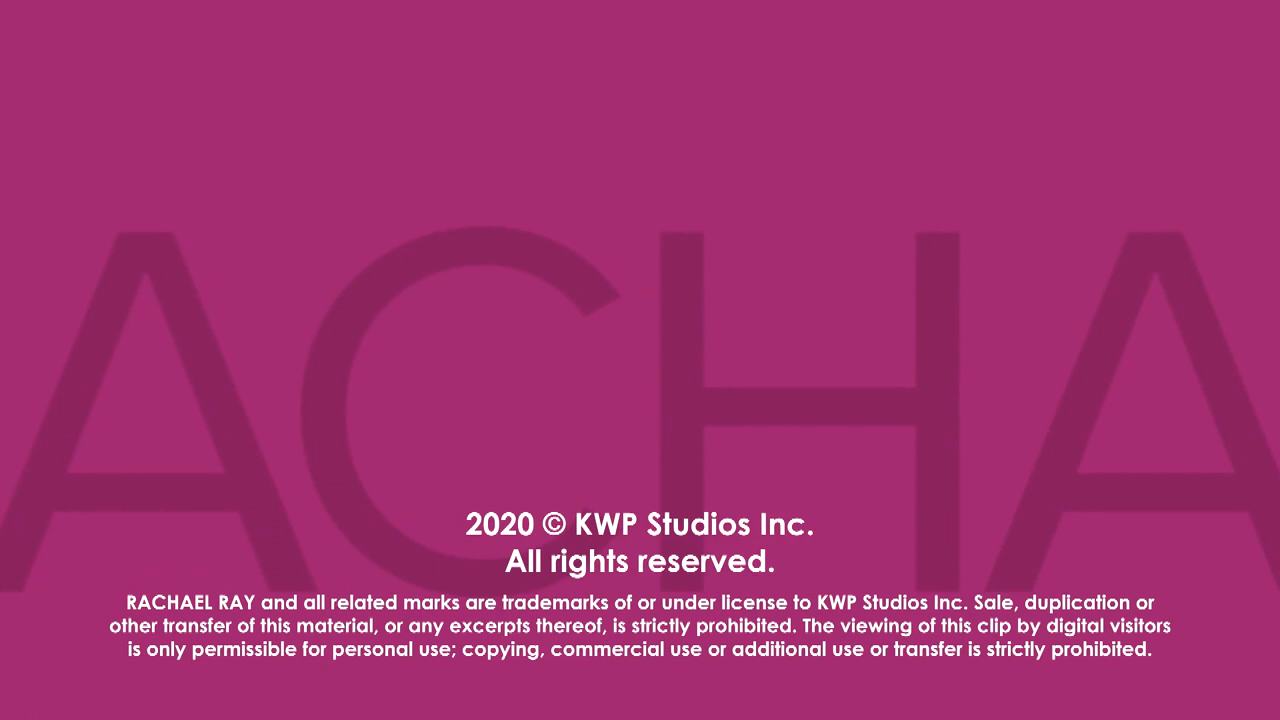 ACHA
2020 © KWP Studios Inc.
All rights reserved.
RACHAEL RAY and all related marks are trademarks of or under license to KWP Studios Inc. Sale, duplication or
other transfer of this material, or any excerpts thereof, is strictly prohibited. The viewing of this clip by digital visitors
is only permissible for personal use; copying, commercial use or additional use or transfer is strictly prohibited.